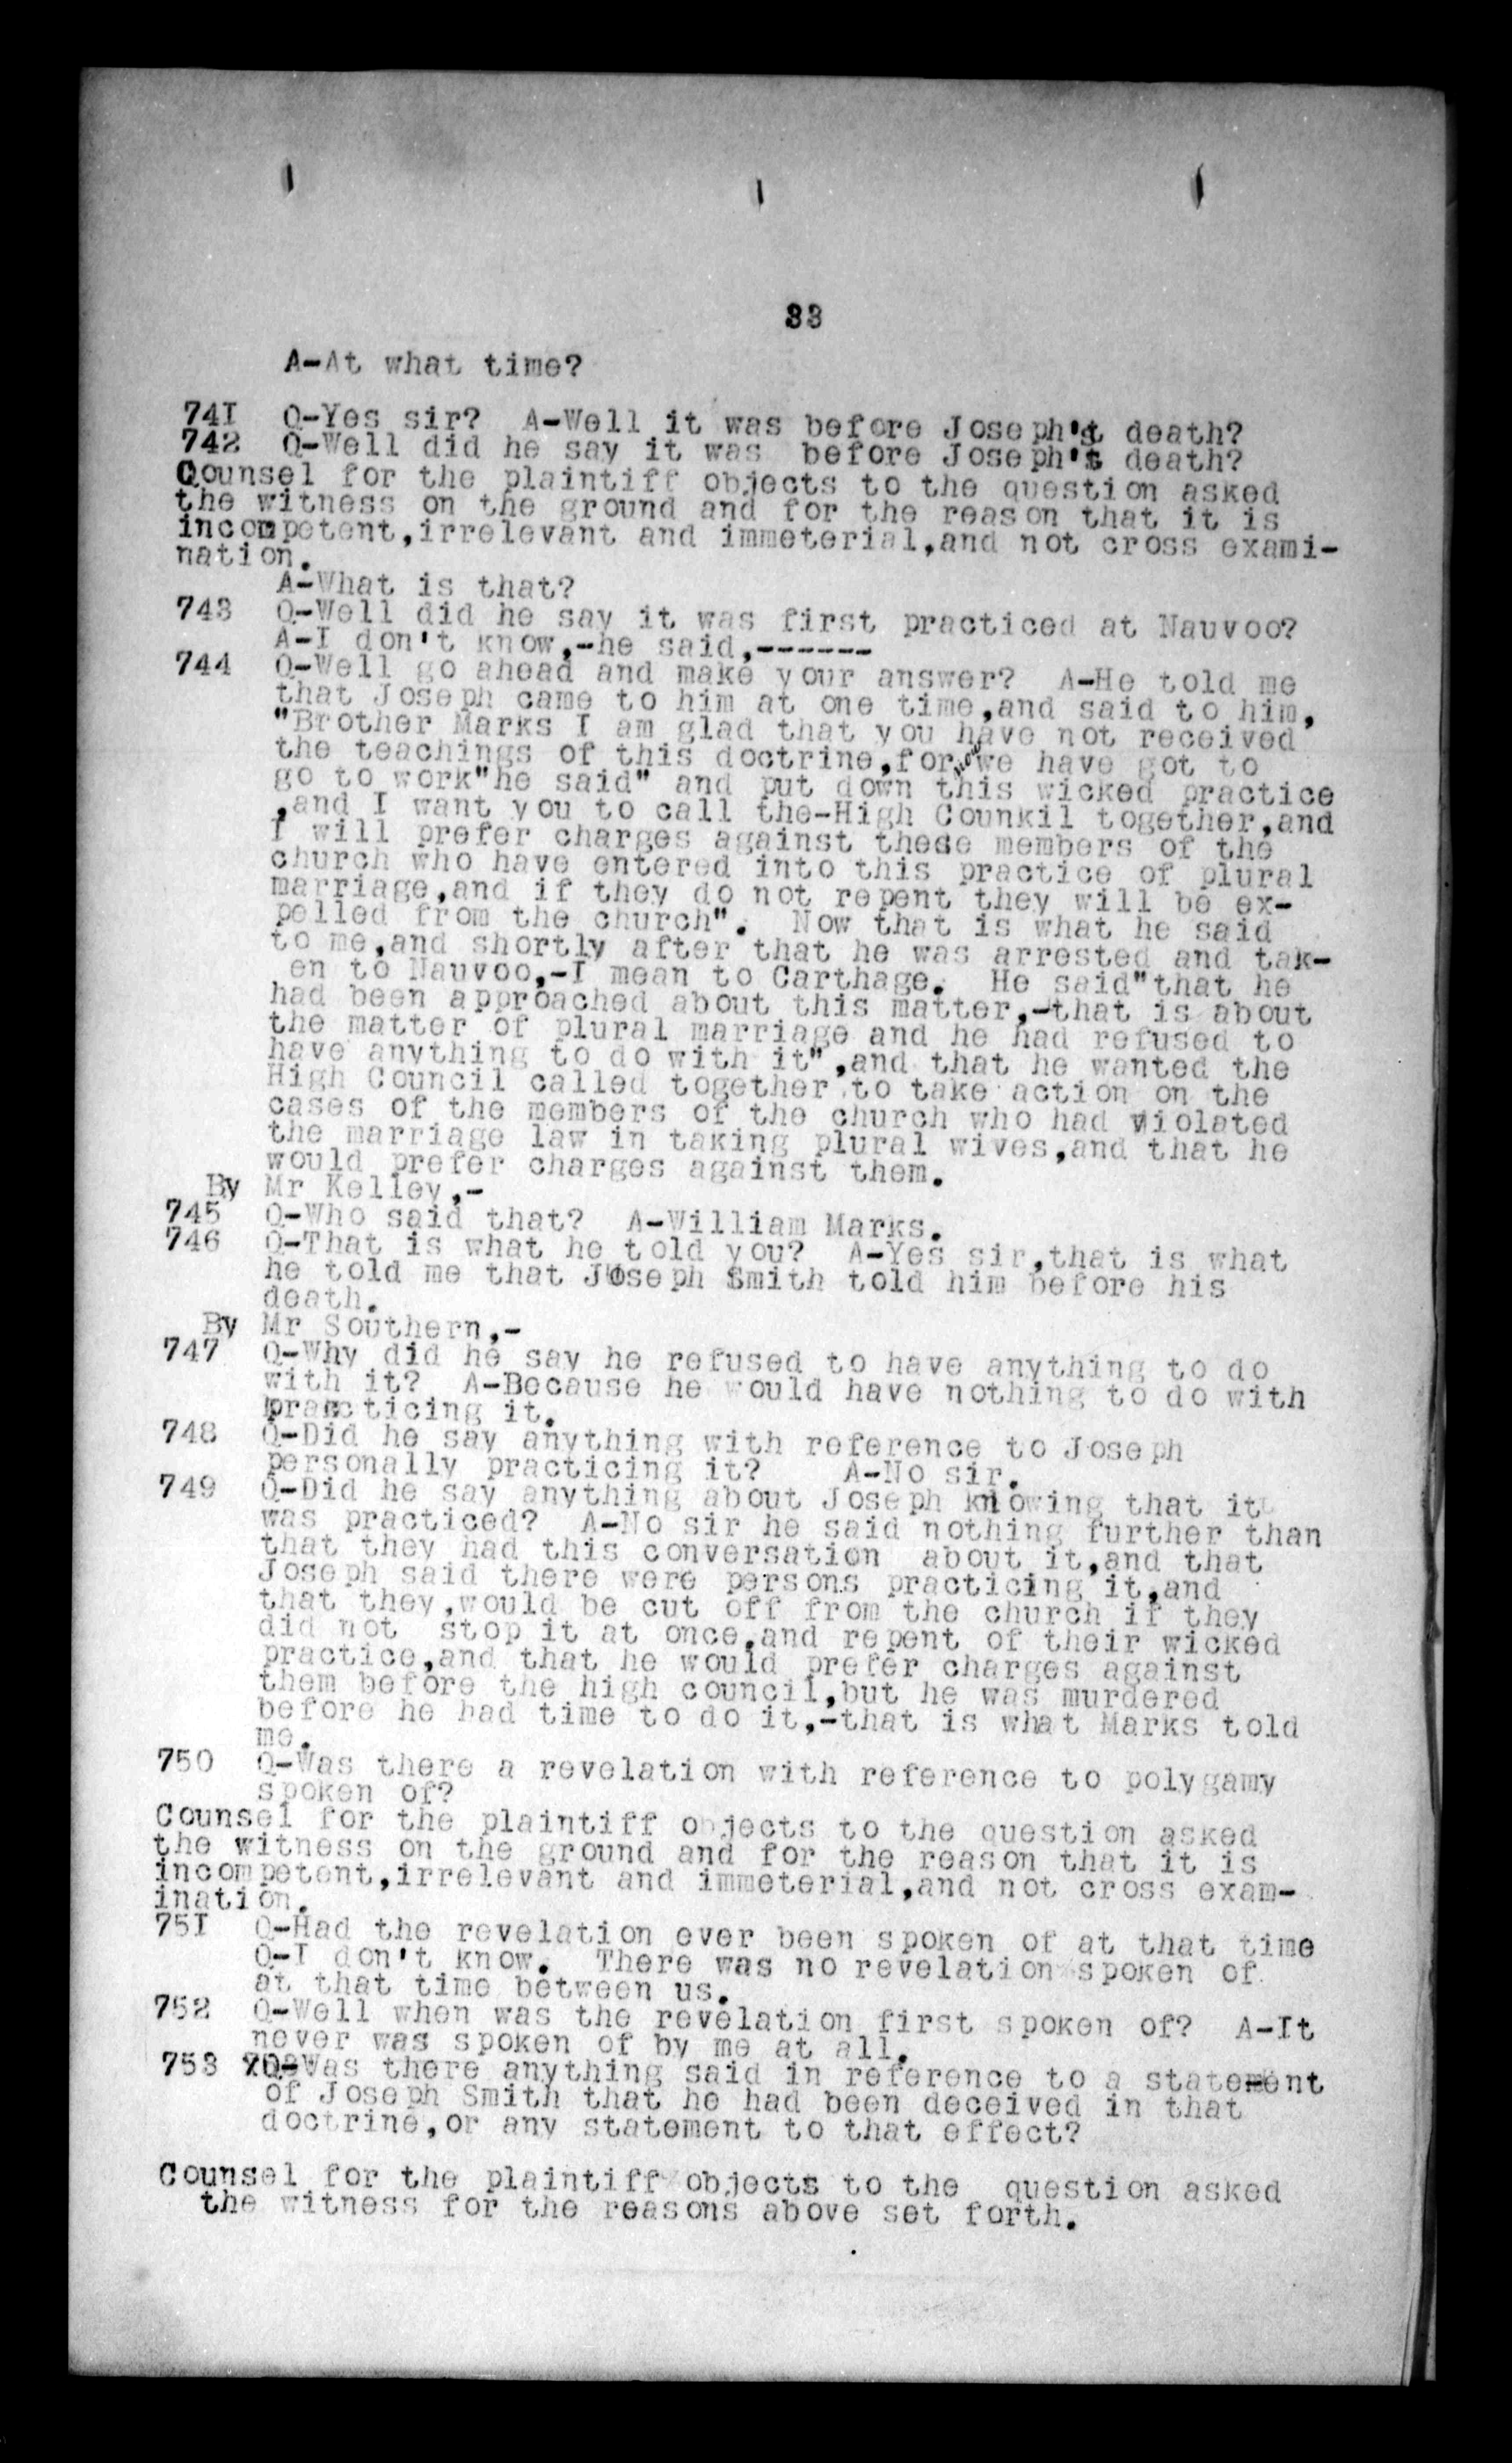 33
A-At what time?
741 Q-Yes sir? A-Well it was before Joseph's death?
742 Q-Well did he say it was before Joseph's death?
Counsel for the plaintiff objects to the question asked
the witness on the ground and for the reason that it is
incompetent,irrelevant and immeterial,and not cross exami-
nation.
A-What is that?
743 Q-Well did he say it was first practiced at Nauvoo?
A-I don't know,-he said,------
744 Q-Well go ahead and make your answer? A-He told me
that Joseph came to him at one time,and said to him,
"Brother Marks I am glad that you have not received
the teachings of this doctrine,for now we have got to
go to work"he said" and put down this wicked practice
,and I want you to call the-High Counkil together,and
I will prefer charges against these members of the
church who have entered into this practice of plural
marriage,and if they do not repent they will be ex-
pelled from the church". Now that is what he said
to me,and shortly after that he was arrested and tak-
en to Nauvoo,-I mean to Carthage. He said"that he
had been approached about this matter,-that is about
the matter of plural marriage and he had refused to
have anything to do with it",and that he wanted the
High Council called together to take action on the
cases of the members of the church who had violated
the marriage law in taking plural wives,and that he
would prefer charges against them.
By Mr Kelley,-
745 Q-Who said that? A-William Marks.
746 Q-That is what he told you? A-Yes sir,that is what
he told me that Joseph Smith told him before his
death.
By Mr Southern,-
747 Q-Why did he say he refused to have anything to do
with it? A-Because he would have nothing to do with
practicing it.
748 Q-Did he say anything with reference to Joseph
personally practicing it? A-No sir.
749 Q-Did he say anything about Joseph knowing that it
was practiced? A-No sir he said nothing further than
that they had this conversation about it,and that
Joseph said there were persons practicing it,and
that they,would be cut off from the church if they
did not stop it at once,and repent of their wicked
practice,and that he would prefer charges against
them before the high council,but he was murdered
before he had time to do it,-that is what Marks told
me.
750 Q-Was there a revelation with reference to polygamy
spoken of?
Counsel for the plaintiff objects to the question asked
the witness on the ground and for the reason that it is
incompetent,irrelevant and immeterial,and not cross exam-
ination.
751 Q-Had the revelation ever been spoken of at that time
Q-I don't know. There was no revelation spoken of
at that time between us.
752 Q-Well when was the revelation first spoken of? A-It
never was spoken of by me at all.
753 Q-Was there anything said in reference to a statement
of Joseph Smith that he had been deceived in that
doctrine,or any statement to that effect?
Counsel for the plaintiff objects to the question asked
the witness for the reasons above set forth.